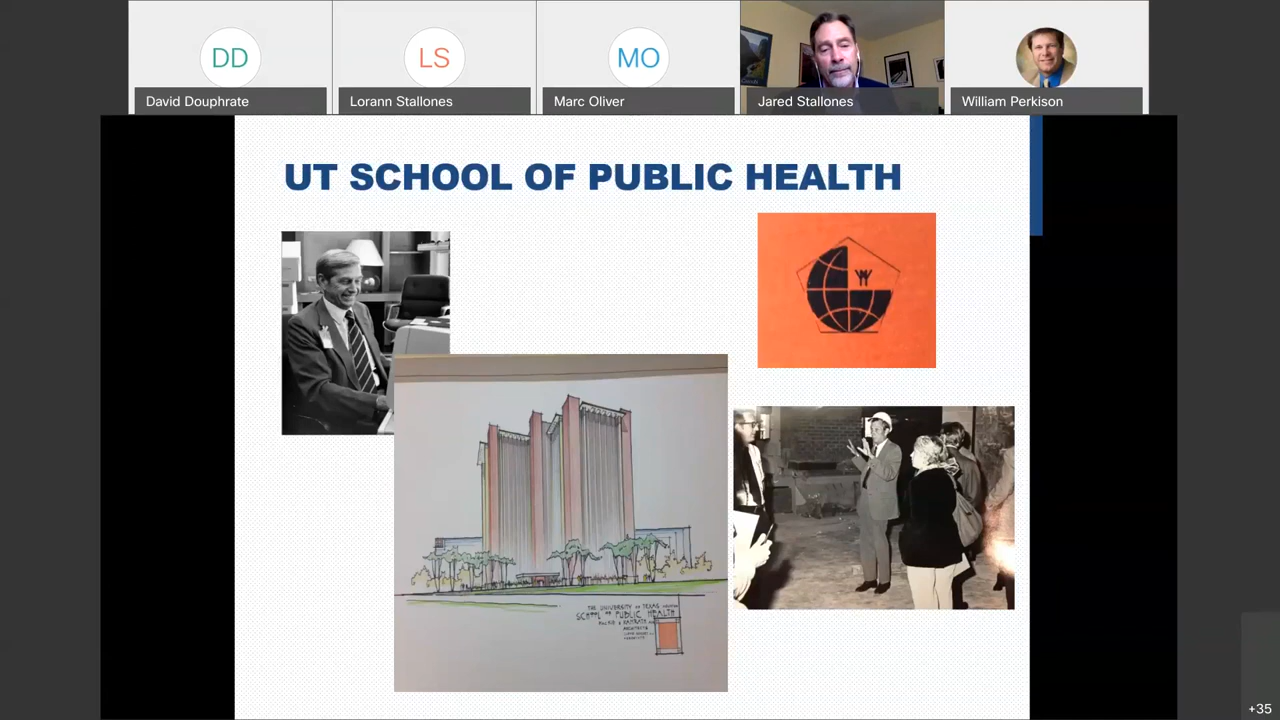 DD
LS
MO
David Douphrate
Lorann Stallones
Marc Oliver
Jared Stallones
William Perkison
UT SCHOOL OF PUBLIC HEALTH
THE UNIVERSITY OF TEXAS
SCHOOL OF PUBLIC HEALTH
ARCHITECTS
+35